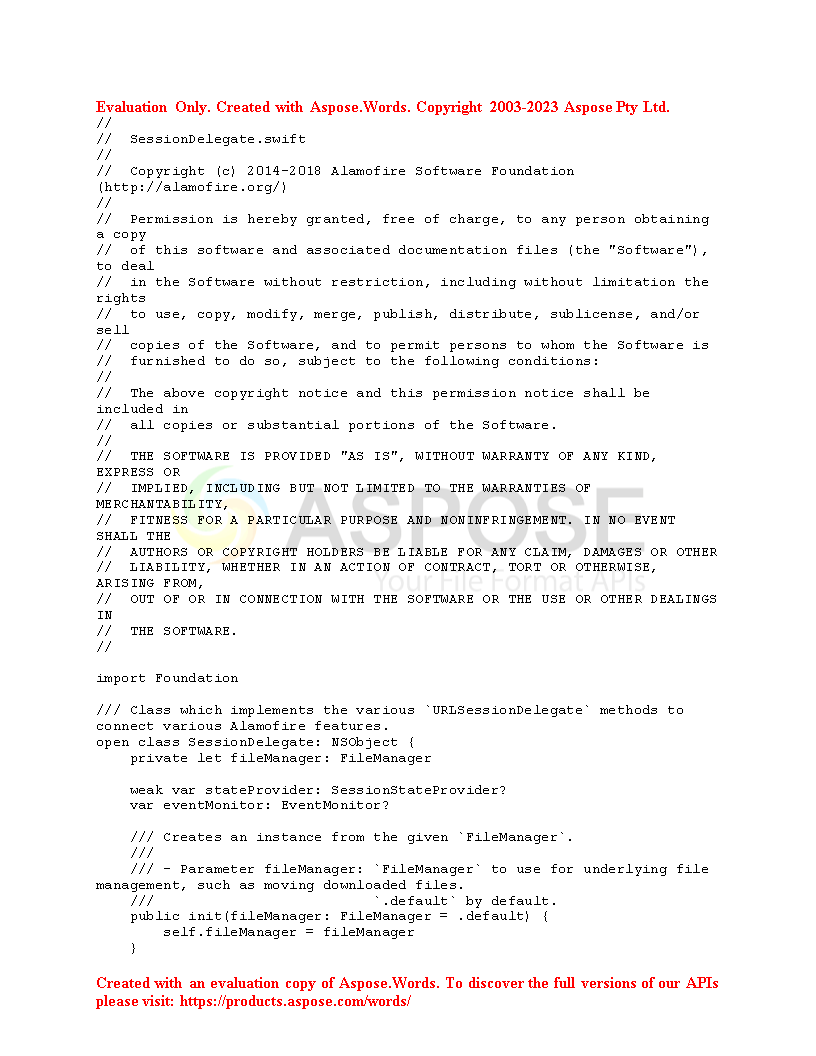 Evaluation Only. Created with Aspose.Words. Copyright 2003-2023 Aspose Pty Ltd.
//
//  SessionDelegate.swift
//
//  Copyright (c) 2014-2018 Alamofire Software Foundation
(http://alamofire.org/)
//
//  Permission is hereby granted, free of charge, to any person obtaining
a copy
//  of this software and associated documentation files (the "Software"),
to deal
//  in the Software without restriction, including without limitation the
rights
//  to use, copy, modify, merge, publish, distribute, sublicense, and/or
sell
//  copies of the Software, and to permit persons to whom the Software is
//  furnished to do so, subject to the following conditions:
//
//  The above copyright notice and this permission notice shall be
included in
//  all copies or substantial portions of the Software.
//
//  THE SOFTWARE IS PROVIDED "AS IS", WITHOUT WARRANTY OF ANY KIND,
EXPRESS OR
//  IMPLIED, INCLUDING BUT NOT LIMITED TO THE WARRANTIES OF
MERCHANTABILITY,
//  FITNESS FOR A PARTICULAR PURPOSE AND NONINFRINGEMENT. IN NO EVENT
SHALL THE
//  AUTHORS OR COPYRIGHT HOLDERS BE LIABLE FOR ANY CLAIM, DAMAGES OR OTHER
//  LIABILITY, WHETHER IN AN ACTION OF CONTRACT, TORT OR OTHERWISE,
ARISING FROM,
//  OUT OF OR IN CONNECTION WITH THE SOFTWARE OR THE USE OR OTHER DEALINGS
IN
//  THE SOFTWARE.
//
ASPOSE
Your File Format APIs

import Foundation

/// Class which implements the various `URLSessionDelegate` methods to
connect various Alamofire features.
open class SessionDelegate: NSObject {
    private let fileManager: FileManager

    weak var stateProvider: SessionStateProvider?
    var eventMonitor: EventMonitor?

    /// Creates an instance from the given `FileManager`.
    ///
    /// - Parameter fileManager: `FileManager` to use for underlying file
management, such as moving downloaded files.
    ///                          `.default` by default.
    public init(fileManager: FileManager = .default) {
        self.fileManager = fileManager
    }

Created with an evaluation copy of Aspose.Words. To discover the full versions of our APIs
please visit: https://products.aspose.com/words/